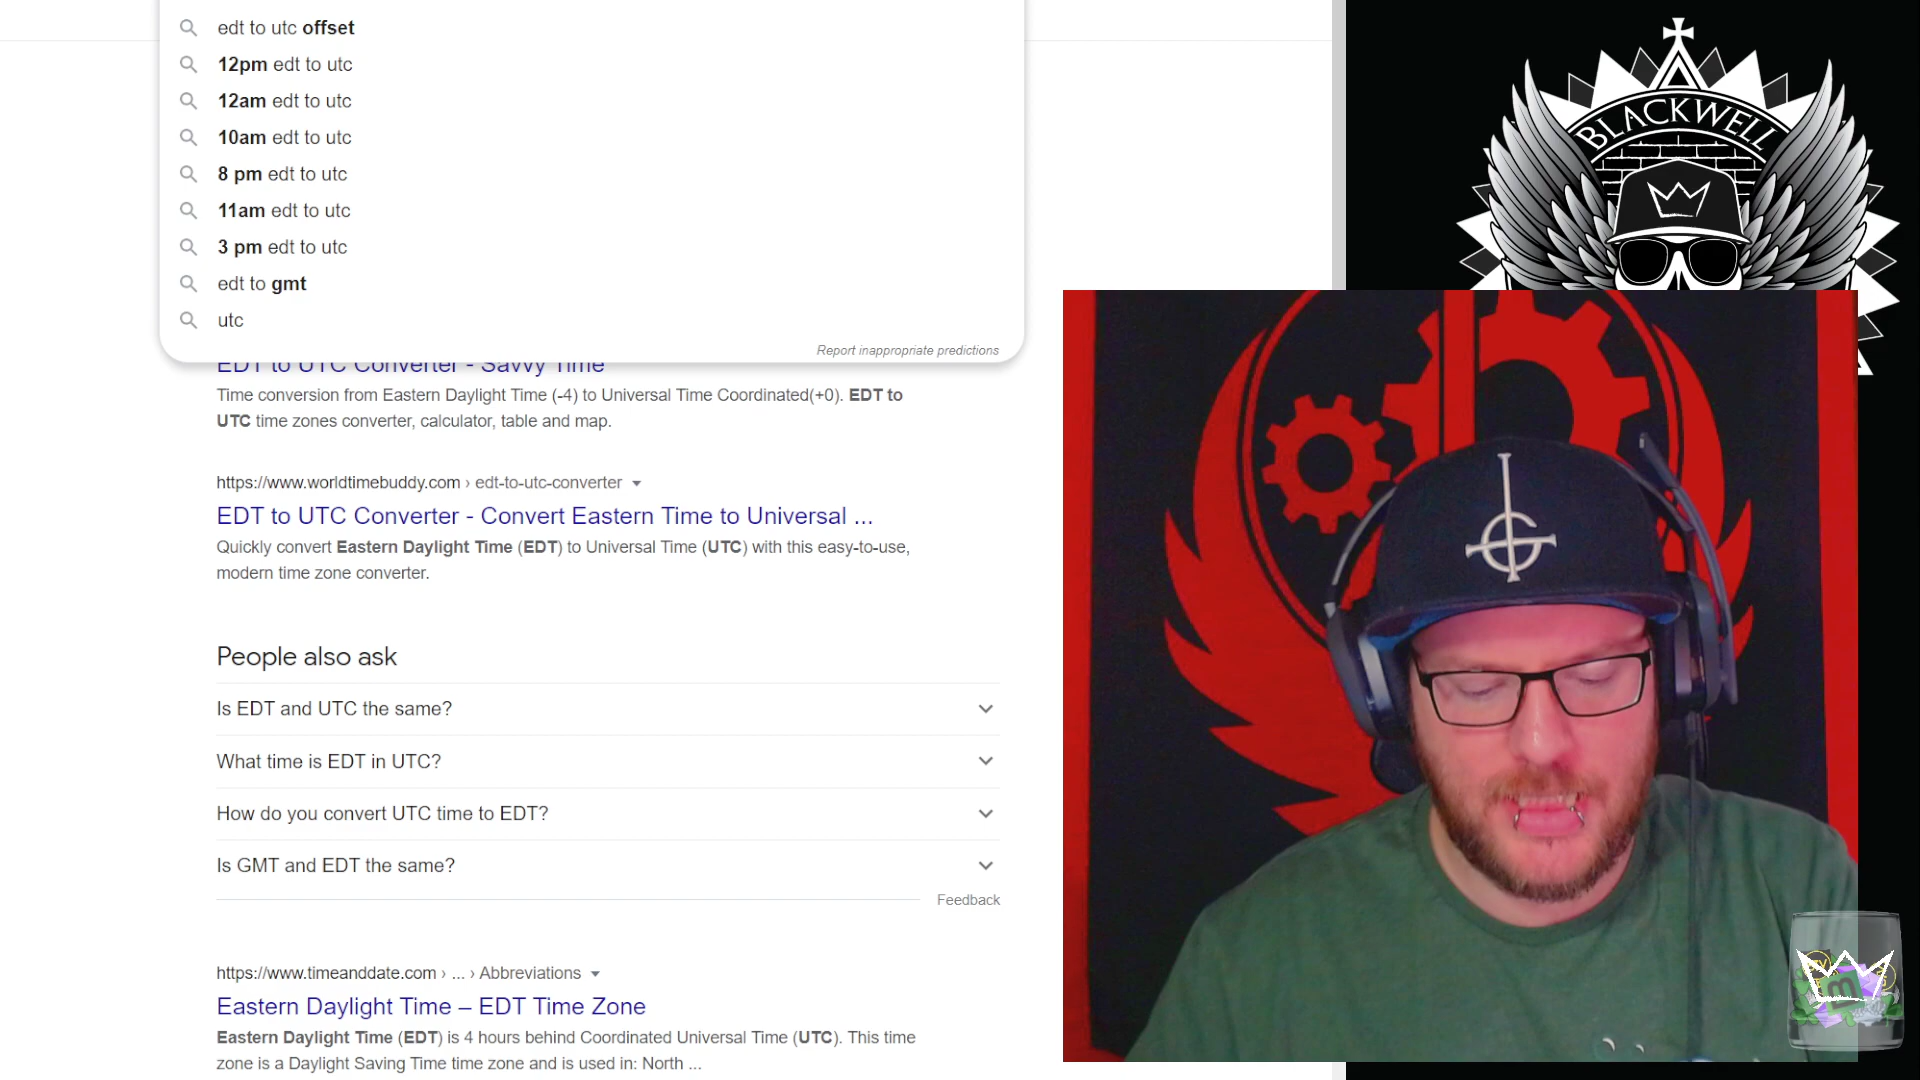 edt to utc offset
12pm edt to utc
12am edt to utc
10am edt to utc
8 pm edt to utc
11am edt to utc
3 pm edt to utc
edt to gmt
utc
Report inappropriate predictions
EDT to UTC Converter - Savvy Time
Time conversion from Eastern Daylight Time (-4) to Universal Time Coordinated(+0). EDT to
UTC time zones converter, calculator, table and map.
https://www.worldtimebuddy.com › edt-to-utc-converter
EDT to UTC Converter - Convert Eastern Time to Universal ...
Quickly convert Eastern Daylight Time (EDT) to Universal Time (UTC) with this easy-to-use,
modern time zone converter.
People also ask
Is EDT and UTC the same?
What time is EDT in UTC?
How do you convert UTC time to EDT?
Is GMT and EDT the same?
Feedback
https://www.timeanddate.com › ... › Abbreviations
Eastern Daylight Time – EDT Time Zone
Eastern Daylight Time (EDT) is 4 hours behind Coordinated Universal Time (UTC). This time
zone is a Daylight Saving Time time zone and is used in: North ...
BLACKWELL